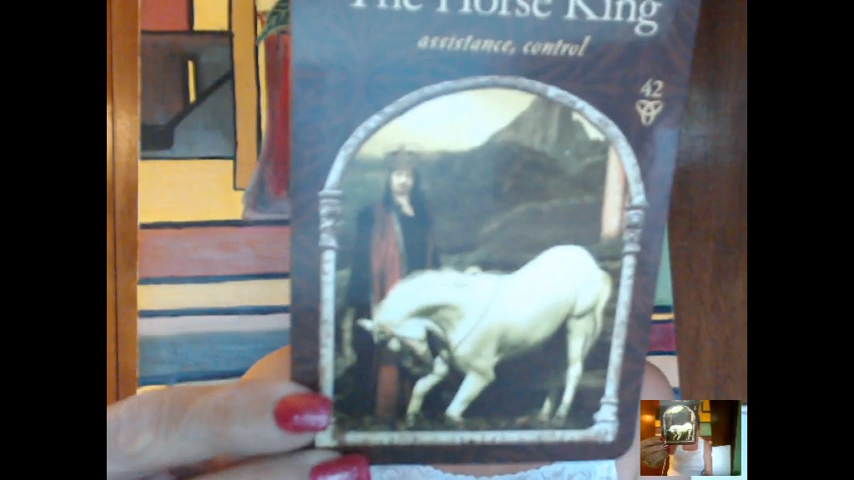 The Horse King
assistance, control
42